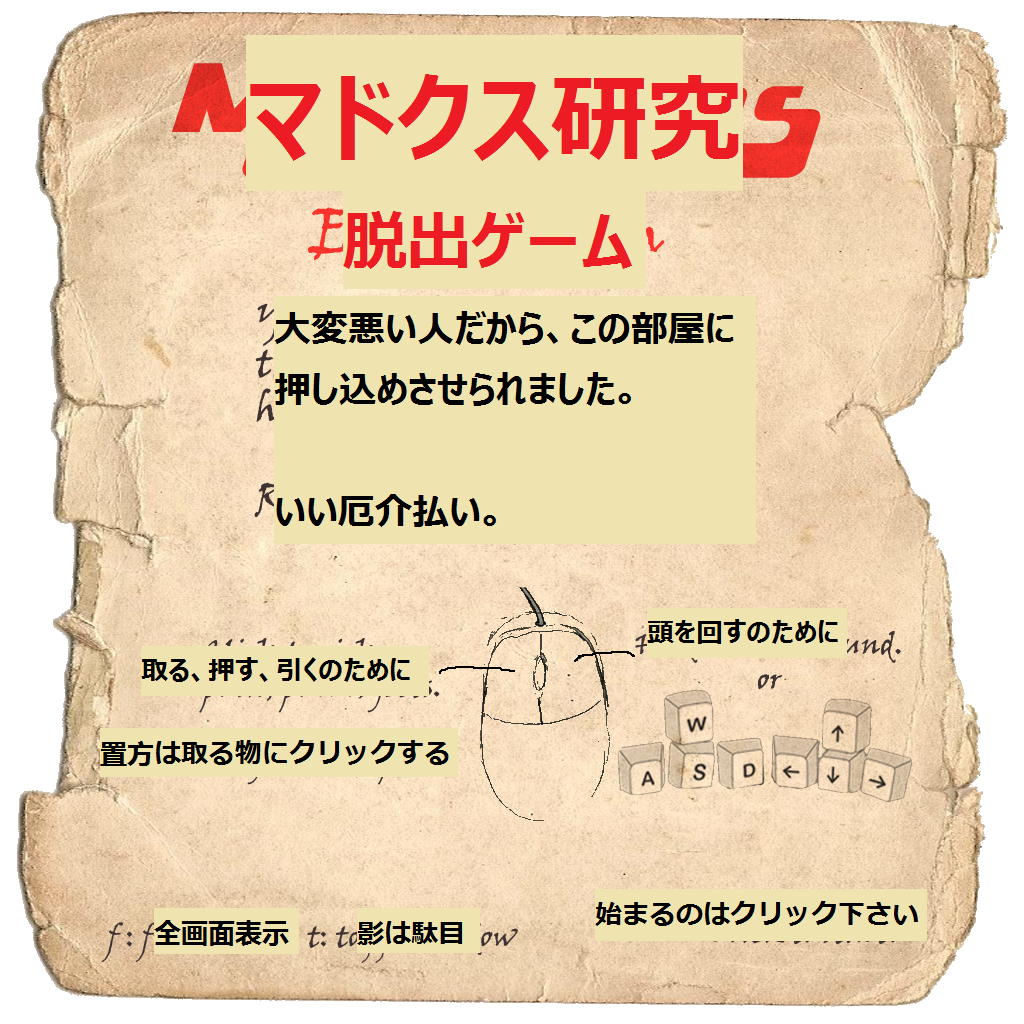 マドクス研究
脱出ゲーム
大変悪い人だから、この部屋に
押し込めさせられました。
いい厄介払い。
頭を回すのために
取る、押す、引くのために
or
置方は取る物にクリックする
W
↑
A S D ← ↓ →
始まるのはクリック下さい
f : 全画面表示 t: 影は駄目